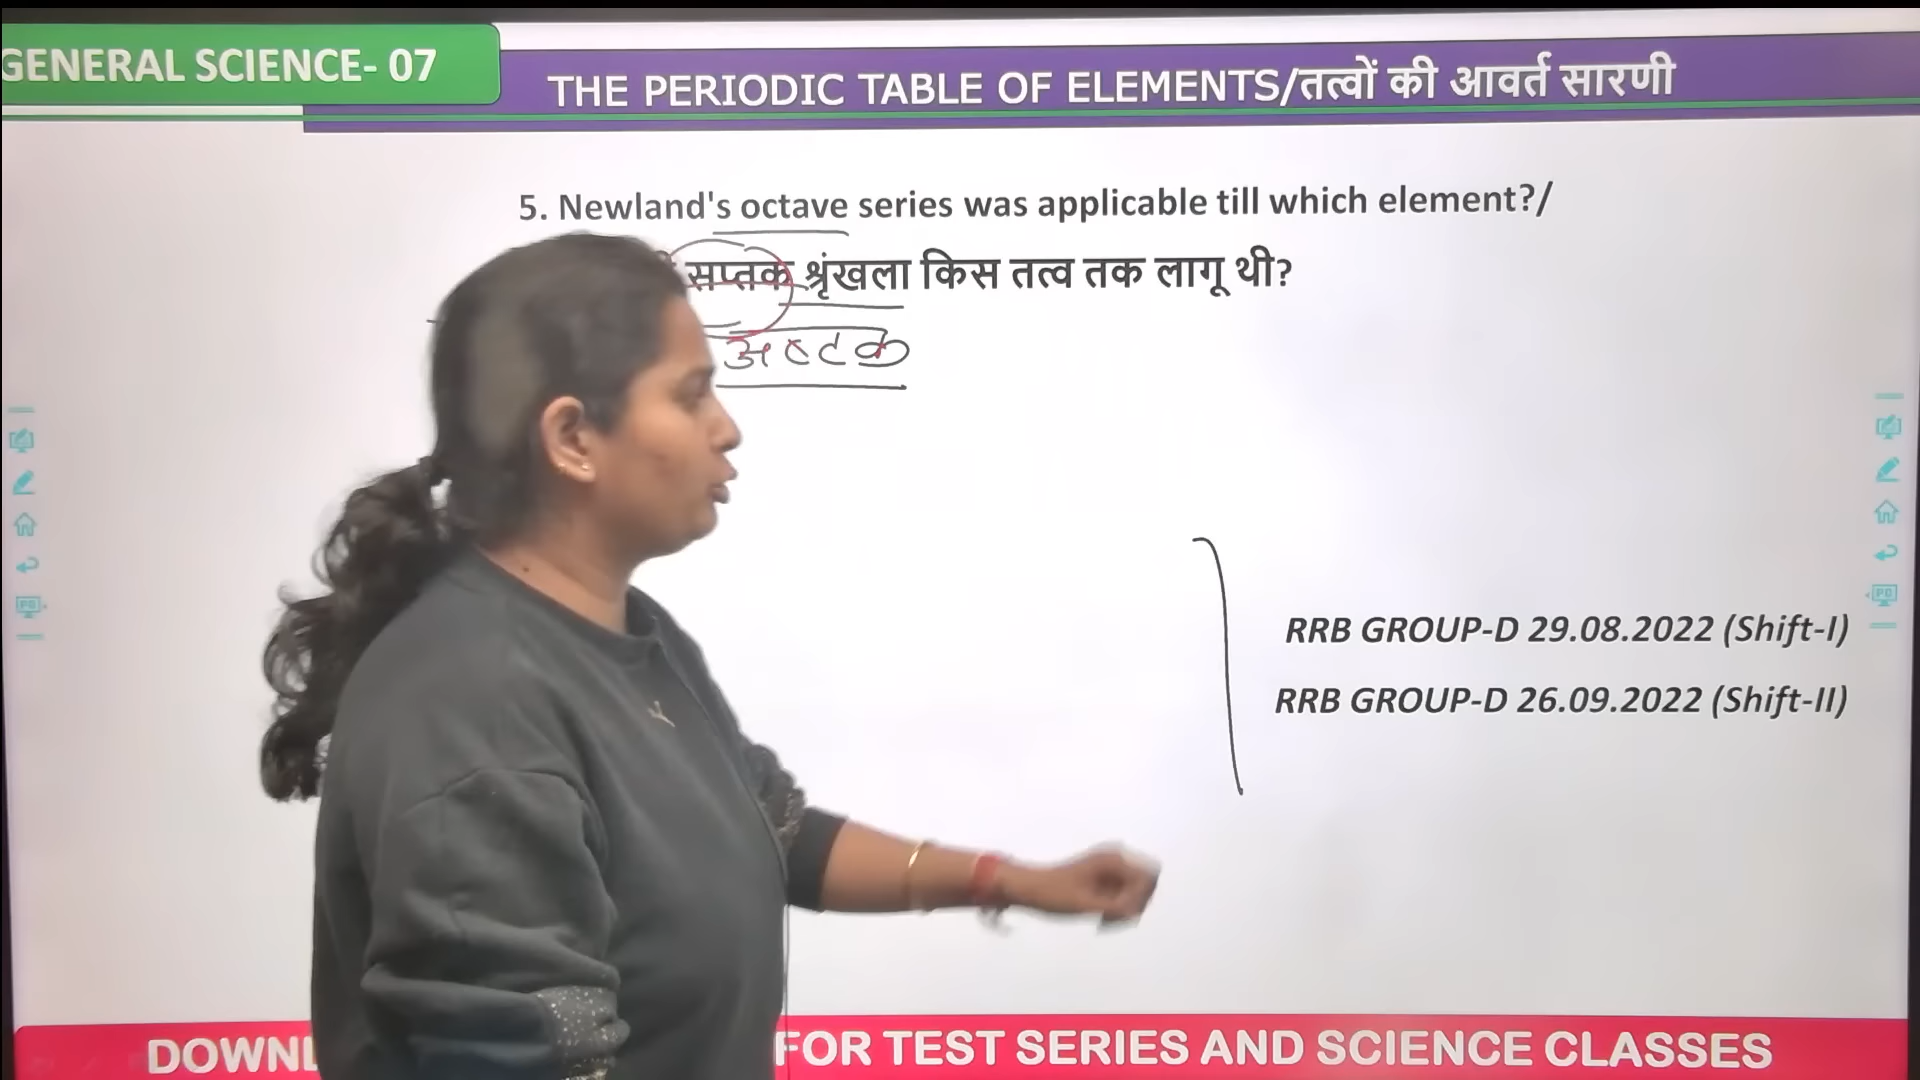 GENERAL SCIENCE- 07
THE PERIODIC TABLE OF ELEMENTS/तत्वों की आवर्त सारणी
5. Newland's octave series was applicable till which element?/
सप्तक श्रृंखला किस तत्व तक लागू थी?
अष्टक
RRB GROUP-D 29.08.2022 (Shift-I)
RRB GROUP-D 26.09.2022 (Shift-II)
FOR TEST SERIES AND SCIENCE CLASSES